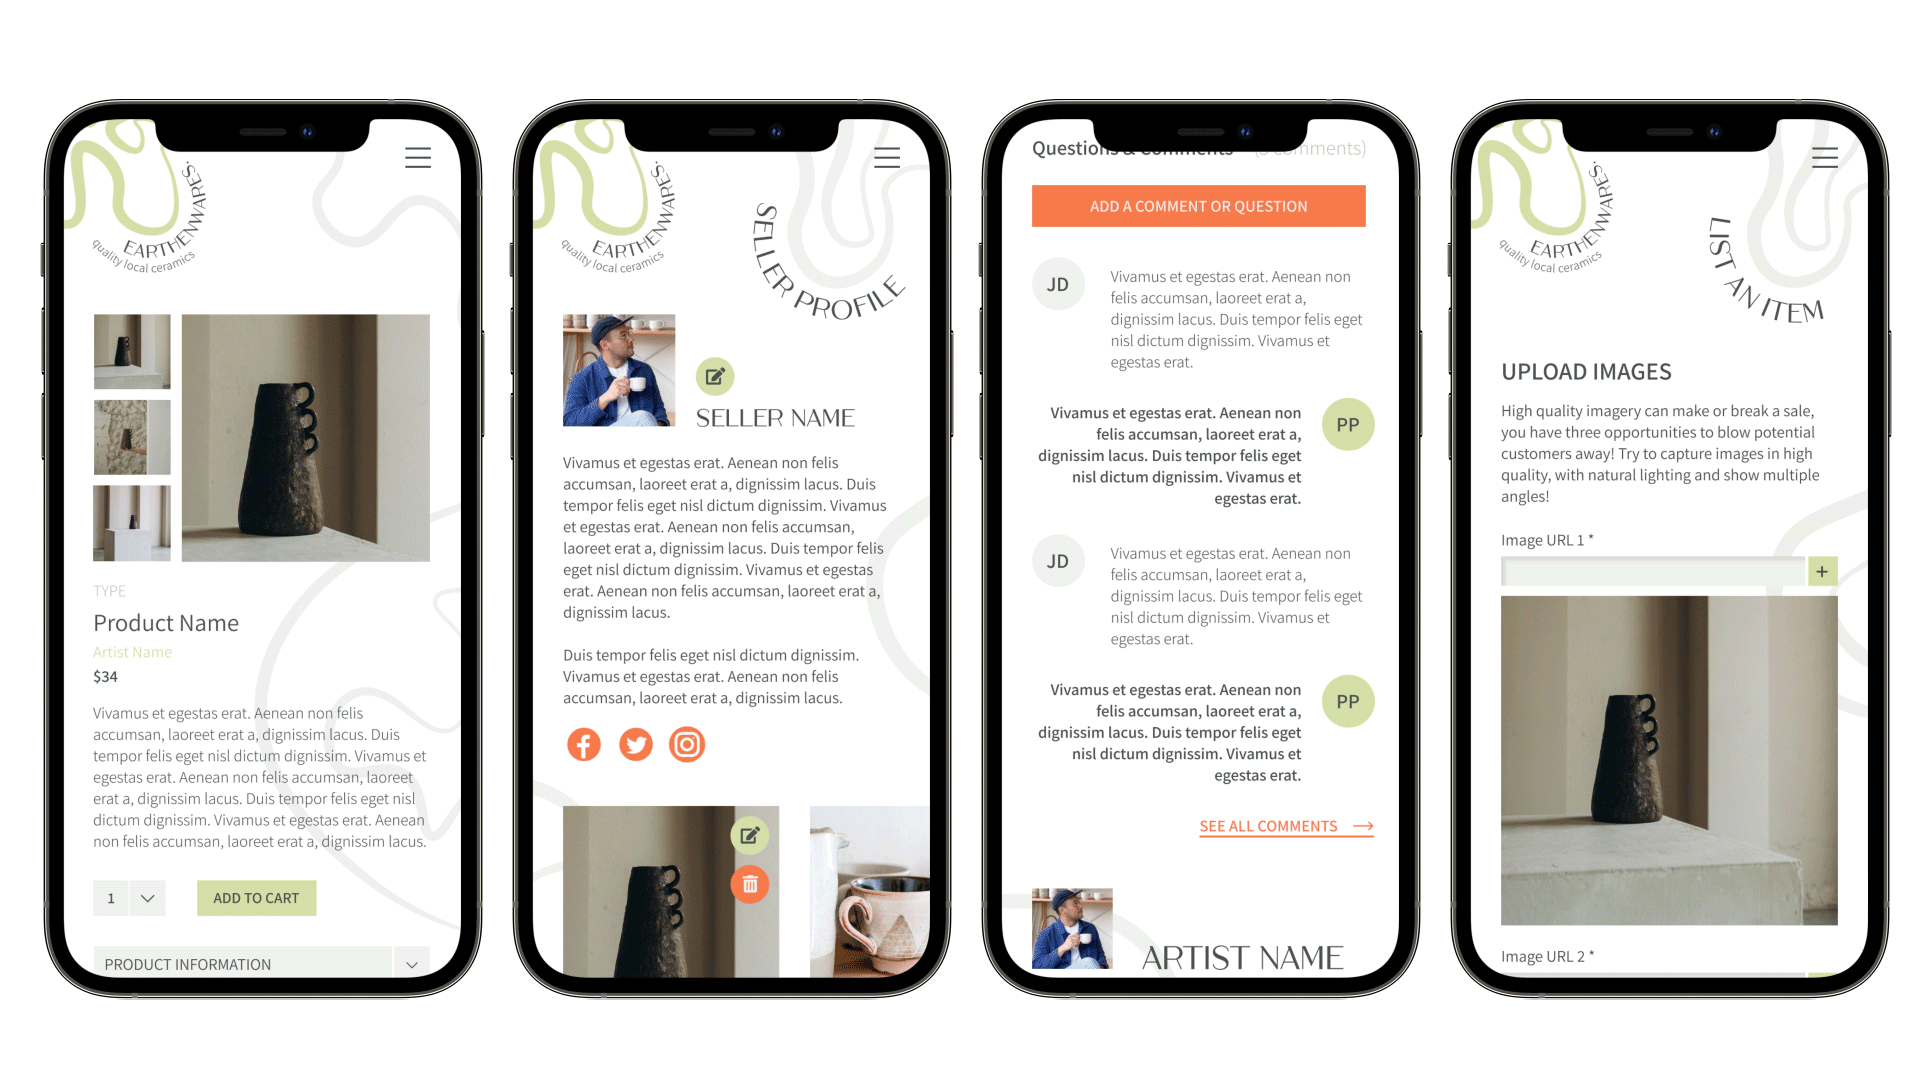 EARTHENWARES.
quality local ceramics
TYPE
Product Name
Artist Name
$34
Vivamus et egestas erat. Aenean non felis
accumsan, laoreet erat a, dignissim lacus. Duis
tempor felis eget nisl dictum dignissim. Vivamus et
egestas erat. Aenean non felis accumsan, laoreet
erat a, dignissim lacus. Duis tempor felis eget nisl
dictum dignissim. Vivamus et egestas erat. Aenean
non felis accumsan, laoreet erat a, dignissim lacus.
1
ADD TO CART
PRODUCT INFORMATION
EARTHENWARES.
quality local ceramics
SELLER PROFILE
SELLER NAME
Vivamus et egestas erat. Aenean non felis
accumsan, laoreet erat a, dignissim lacus. Duis
tempor felis eget nisl dictum dignissim. Vivamus
et egestas erat. Aenean non felis accumsan,
laoreet erat a, dignissim lacus. Duis tempor felis
eget nisl dictum dignissim. Vivamus et egestas
erat. Aenean non felis accumsan, laoreet erat a,
dignissim lacus.
Duis tempor felis eget nisl dictum dignissim.
Vivamus et egestas erat. Aenean non felis
accumsan, laoreet erat a, dignissim lacus.
Questions & Comments comments)
ADD A COMMENT OR QUESTION
JD
Vivamus et egestas erat. Aenean non
felis accumsan, laoreet erat a,
dignissim lacus. Duis tempor felis eget
nisl dictum dignissim. Vivamus et
egestas erat.
Vivamus et egestas erat. Aenean non
felis accumsan, laoreet erat a,
dignissim lacus. Duis tempor felis eget
nisl dictum dignissim. Vivamus et
egestas erat.
PP
JD
Vivamus et egestas erat. Aenean non
felis accumsan, laoreet erat a,
dignissim lacus. Duis tempor felis eget
nisl dictum dignissim. Vivamus et
egestas erat.
Vivamus et egestas erat. Aenean non
felis accumsan, laoreet erat a,
dignissim lacus. Duis tempor felis eget
nisl dictum dignissim. Vivamus et
egestas erat.
PP
SEE ALL COMMENTS
ARTIST NAME
EARTHENWARES.
quality local ceramics
LIST AN ITEM
UPLOAD IMAGES
High quality imagery can make or break a sale,
you have three opportunities to blow potential
customers away! Try to capture images in high
quality, with natural lighting and show multiple
angles!
Image URL 1 *
+
Image URL 2 *